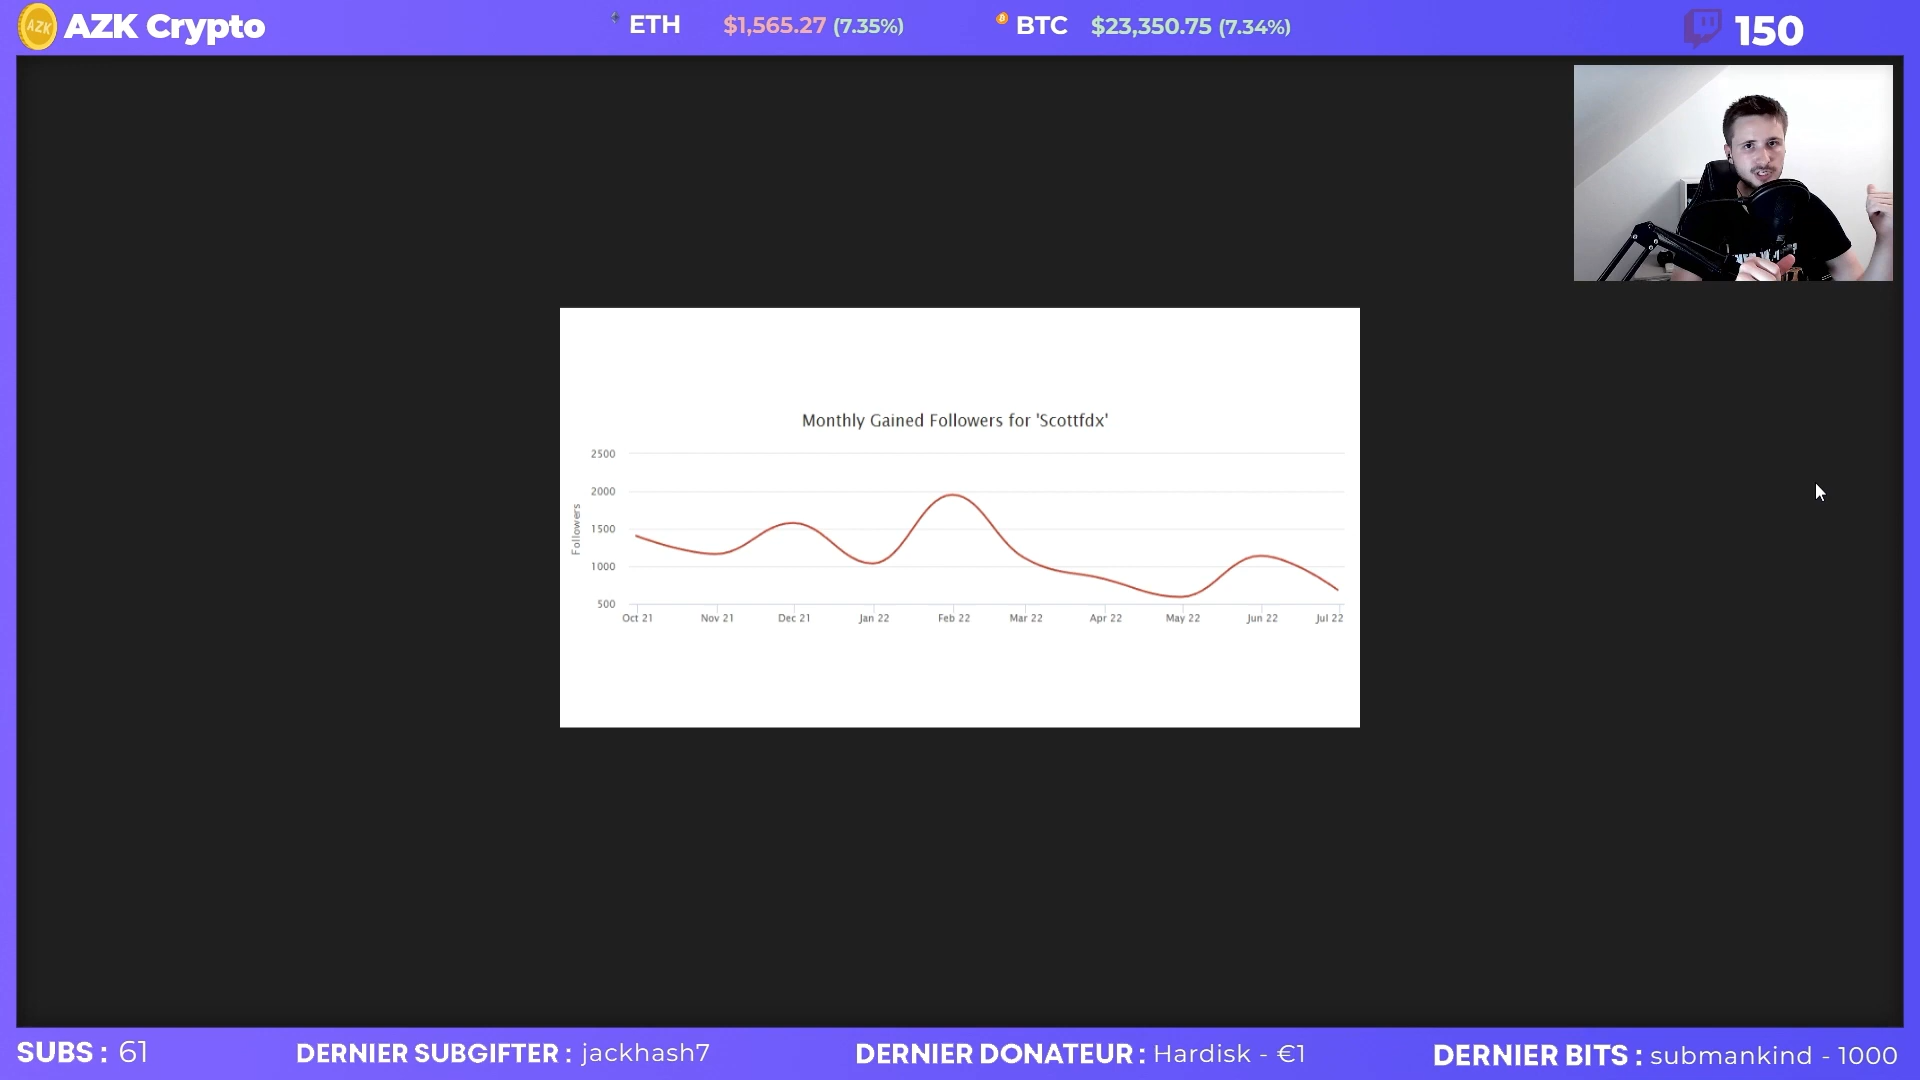 AZK
AZK Crypto
ETH $1,565.27 (7.35%)
BTC $23,350.75 (7.34%)
150
Monthly Gained Followers for 'Scottfdx'
Followers
2500
2000
1500
1000
500
Oct 21 Nov 21 Dec 21 Jan 22 Feb 22 Mar 22 Apr 22 May 22 Jun 22 Jul 22
SUBS : 61
DERNIER SUBGIFTER : jackhash7
DERNIER DONATEUR : Hardisk - €1
DERNIER BITS : submankind - 1000